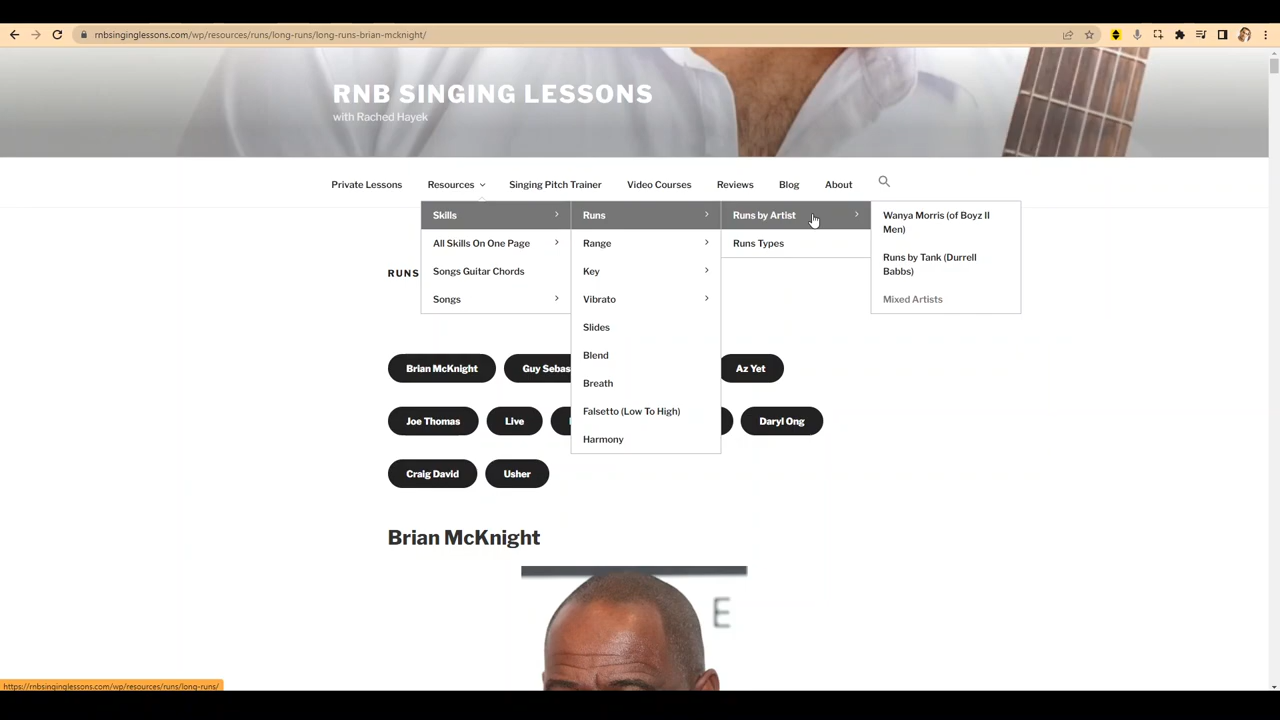 rnbsinginglessons.com/wp/resources/runs/long-runs/long-runs-brian-mcknight/
RNB SINGING LESSONS
with Rached Hayek
Private Lessons
Resources
Singing Pitch Trainer
Video Courses
Reviews
Blog
About
Skills
All Skills On One Page
Songs Guitar Chords
Songs
Runs
Range
Key
Vibrato
Slides
Blend
Breath
Falsetto (Low To High)
Harmony
Runs by Artist
Runs Types
Wanya Morris (of Boyz II
Men)
Runs by Tank (Durrell
Babbs)
Mixed Artists
RUNS
Brian McKnight
Guy Sebas
Az Yet
Joe Thomas
Live
Daryl Ong
Craig David
Usher
Brian McKnight
E
https://rnbsinginglessons.com/wp/resources/runs/long-runs/